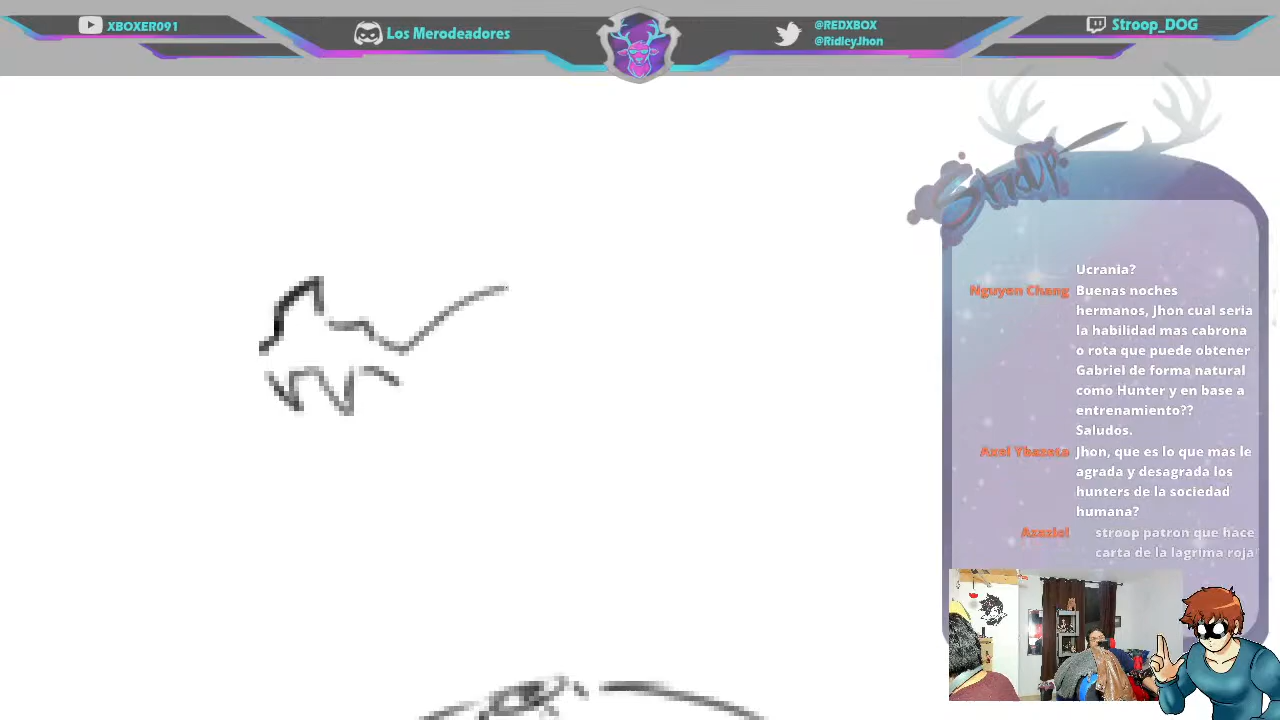 XBOXER091
Los Merodeadores
@REDXBOX
@RidleyJhon
Stroop_DOG
Stroop
Ucrania?
Nguyen Chang Buenas noches
hermanos, Jhon cual seria
la habilidad mas cabrona
o rota que puede obtener
Gabriel de forma natural
como Hunter y en base a
entrenamiento??
Saludos.
Axel Ybazeta Jhon, que es lo que mas le
agrada y desagrada los
hunters de la sociedad
humana?
stroop patron que hace
carta de la lagrima roja